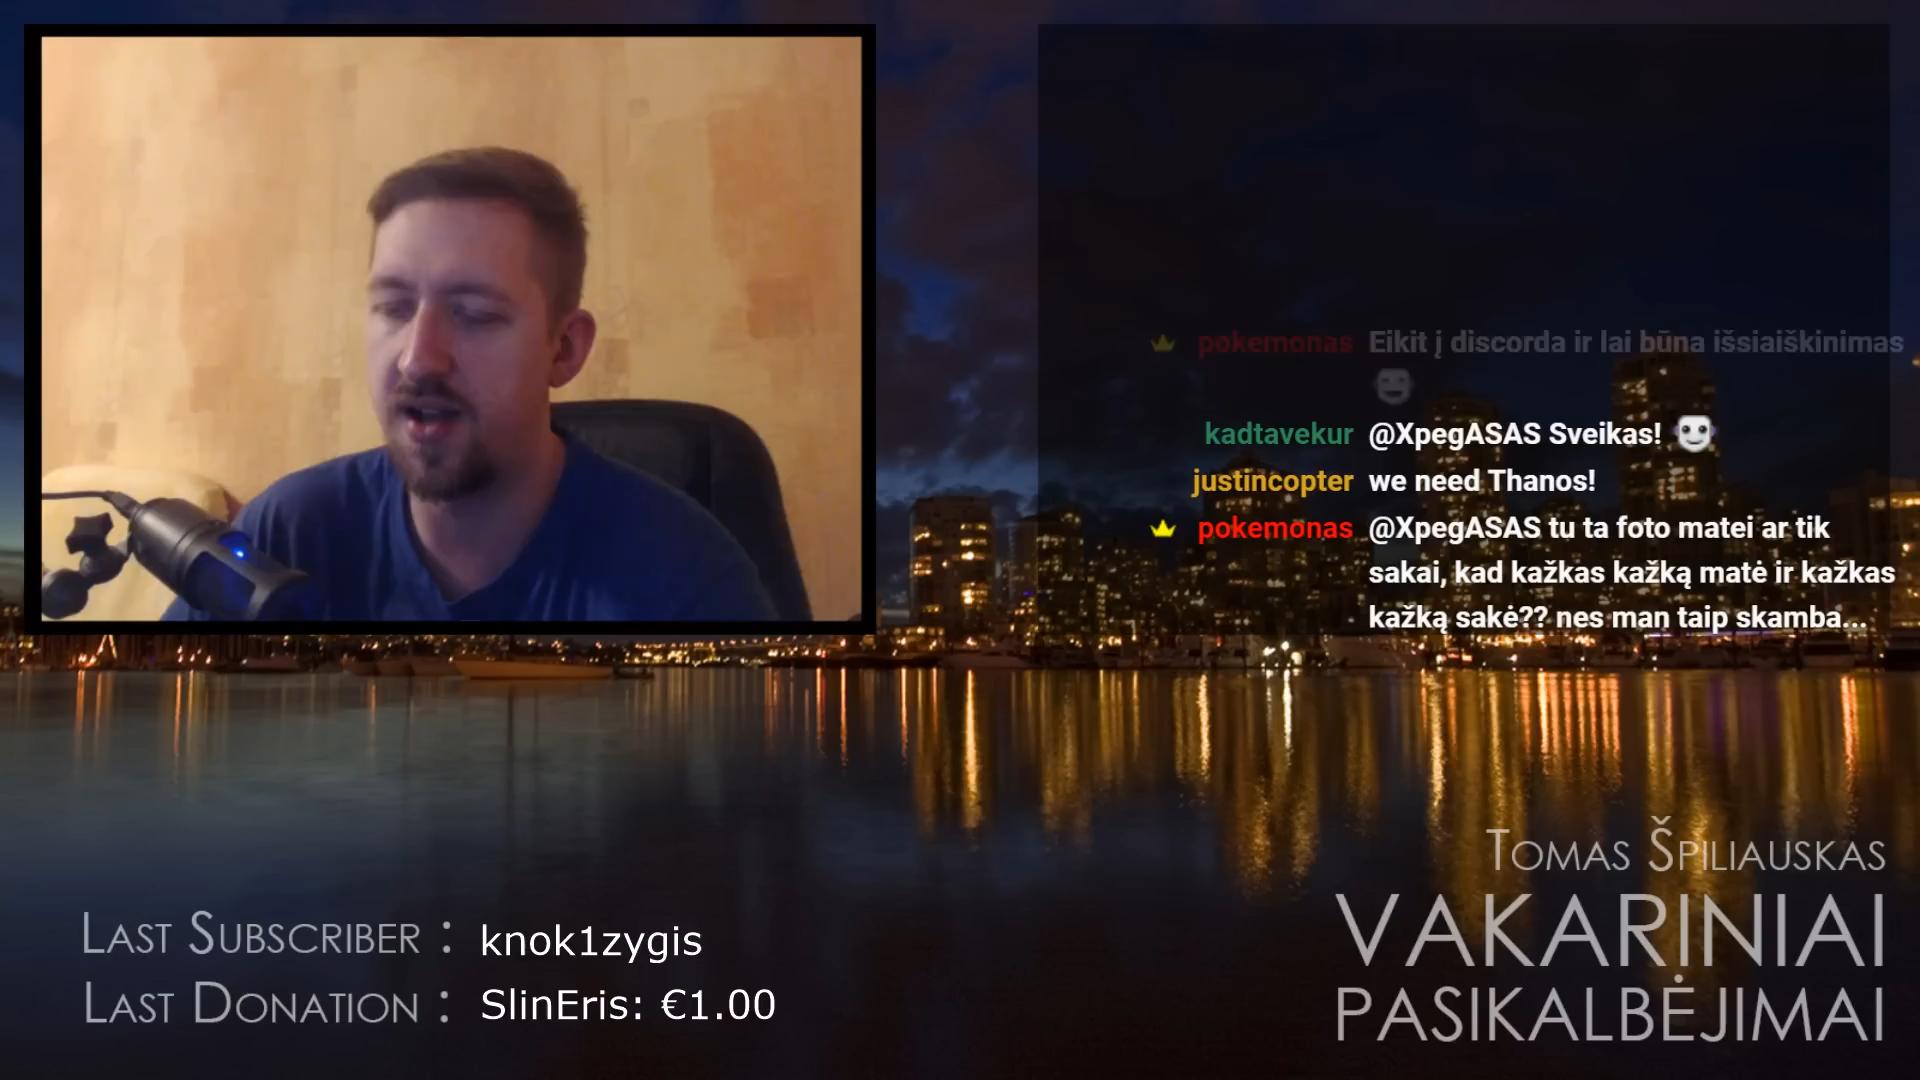 pokemonas Eikit į discorda ir lai būna išsiaiškinimas
kadtavekur @XpegASAS Sveikas!
justincopter we need Thanos!
pokemonas @XpegASAS tu ta foto matei ar tik
sakai, kad kažkas kažką matė ir kažkas
kažką sakė?? nes man taip skamba...
TOMAS ŠPILIAUSKAS
VAKARINIAI
PASIKALBĖJIMAI
LAST SUBSCRIBER : knok1zygis
LAST DONATION : SlinEris: €1.00